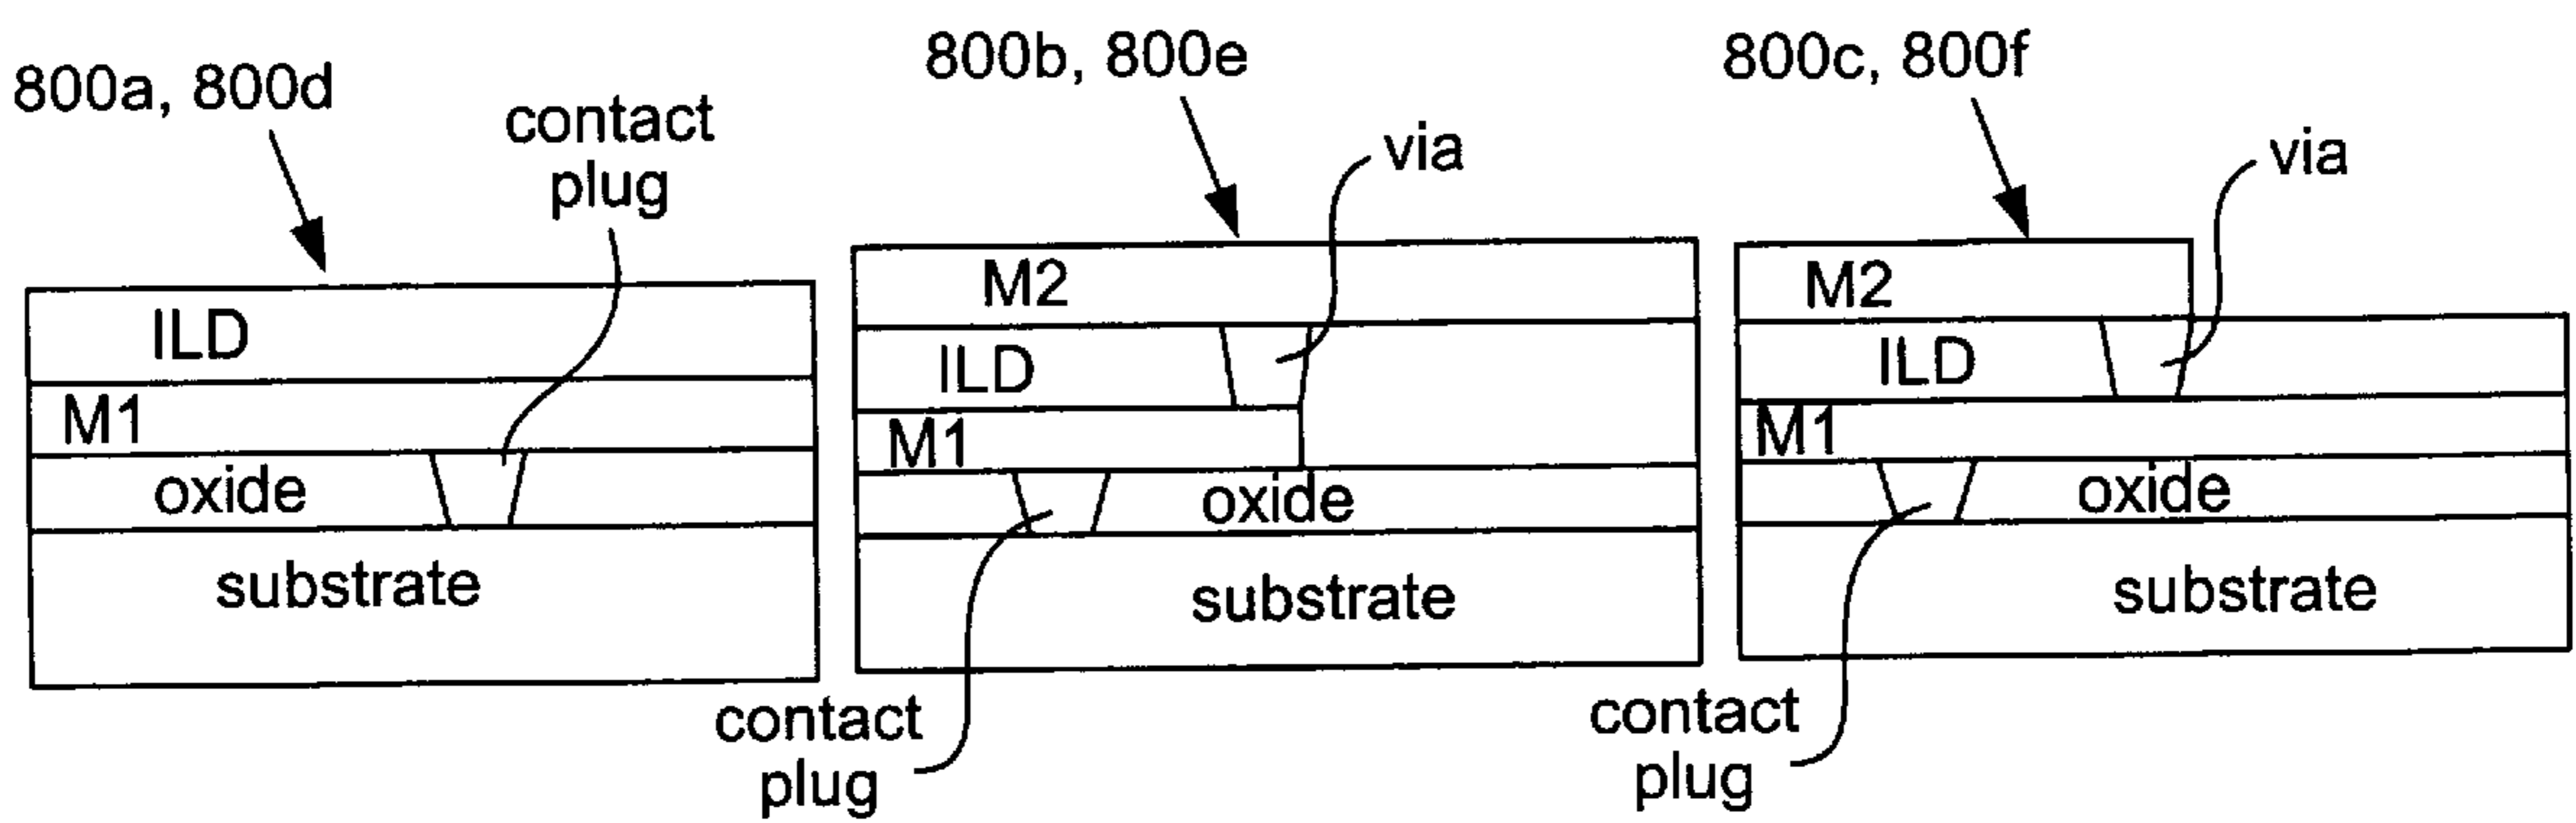 800a, 800d
contact
plug
ILD
M1
oxide
substrate
800b, 800e
via
M2
ILD
M1
oxide
substrate
contact
plug
800c, 800f
via
M2
ILD
M1
oxide
substrate
contact
plug